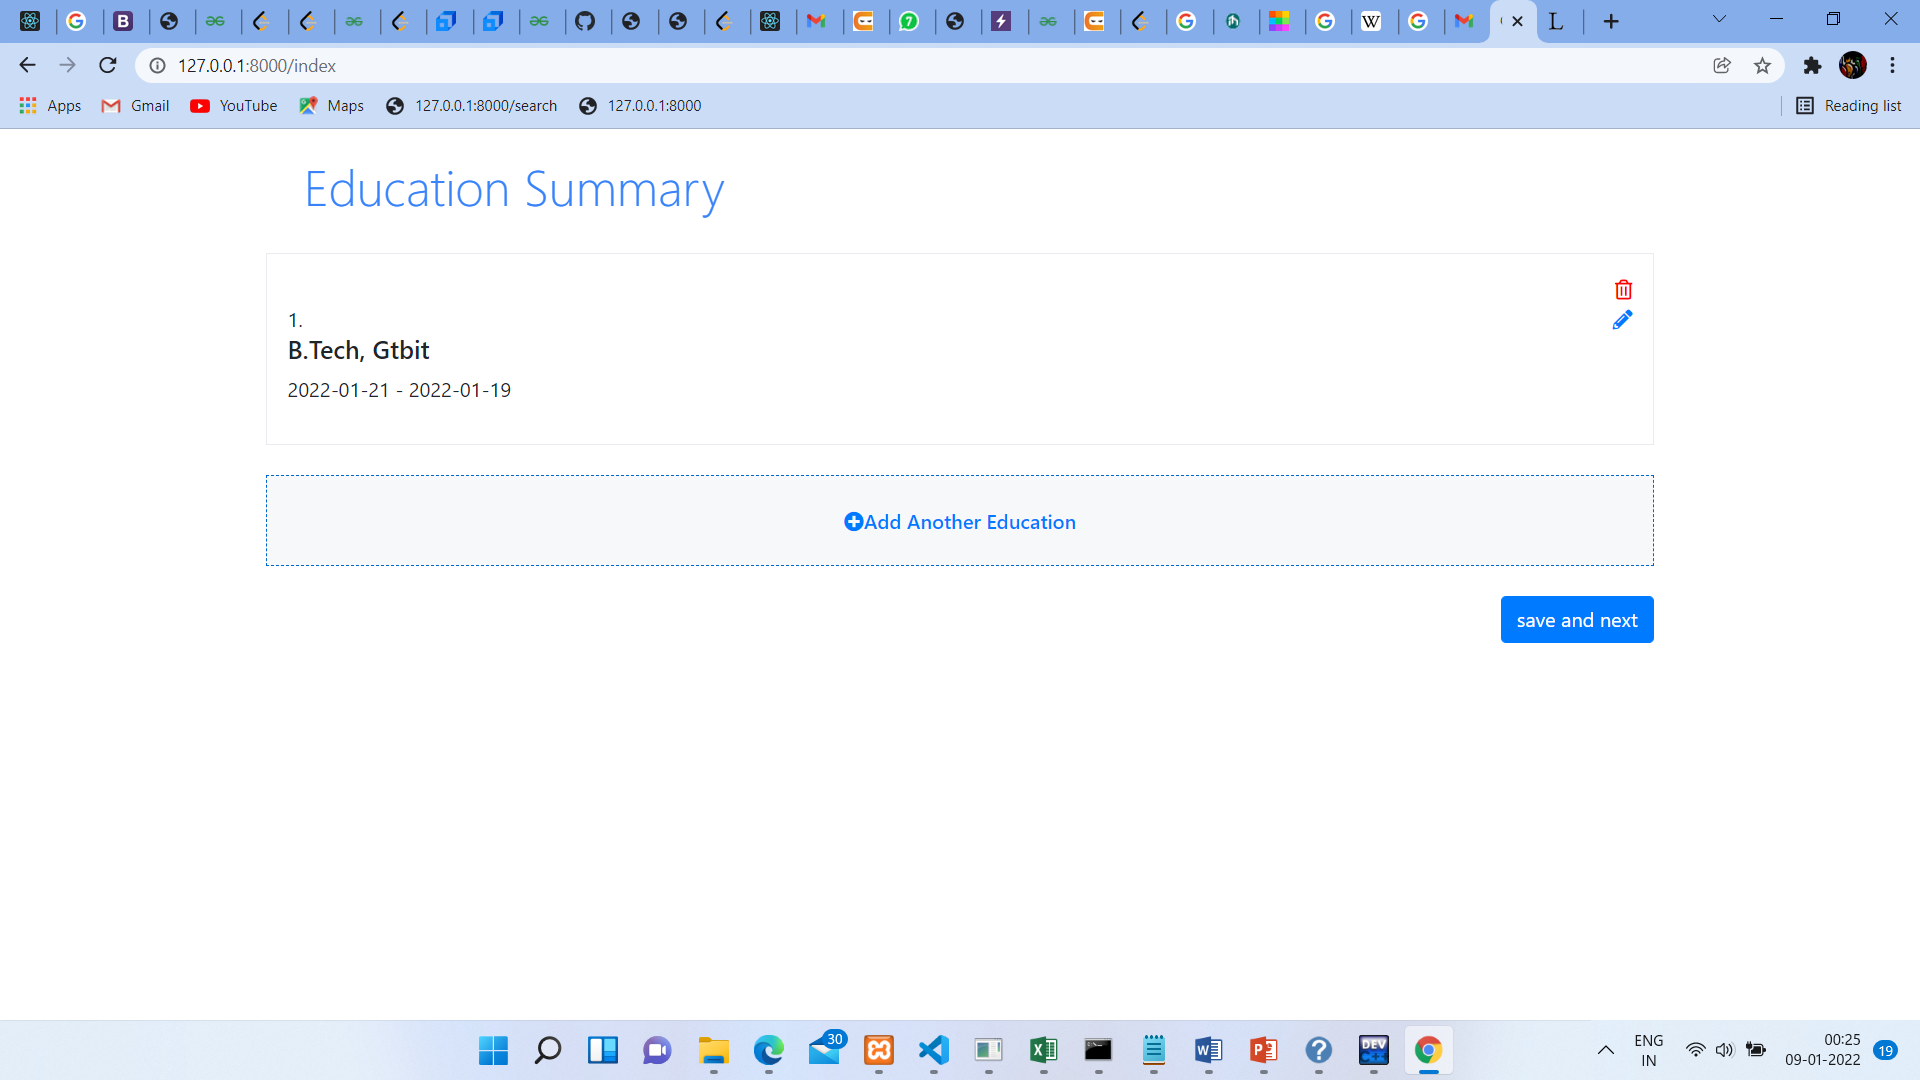 127.0.0.1:8000/index
Apps Gmail YouTube Maps 127.0.0.1:8000/search 127.0.0.1:8000 Reading list
Education Summary
1.
B.Tech, Gtbit
2022-01-21 - 2022-01-19
Add Another Education
save and next
30
ENG
IN
00:25
09-01-2022
19